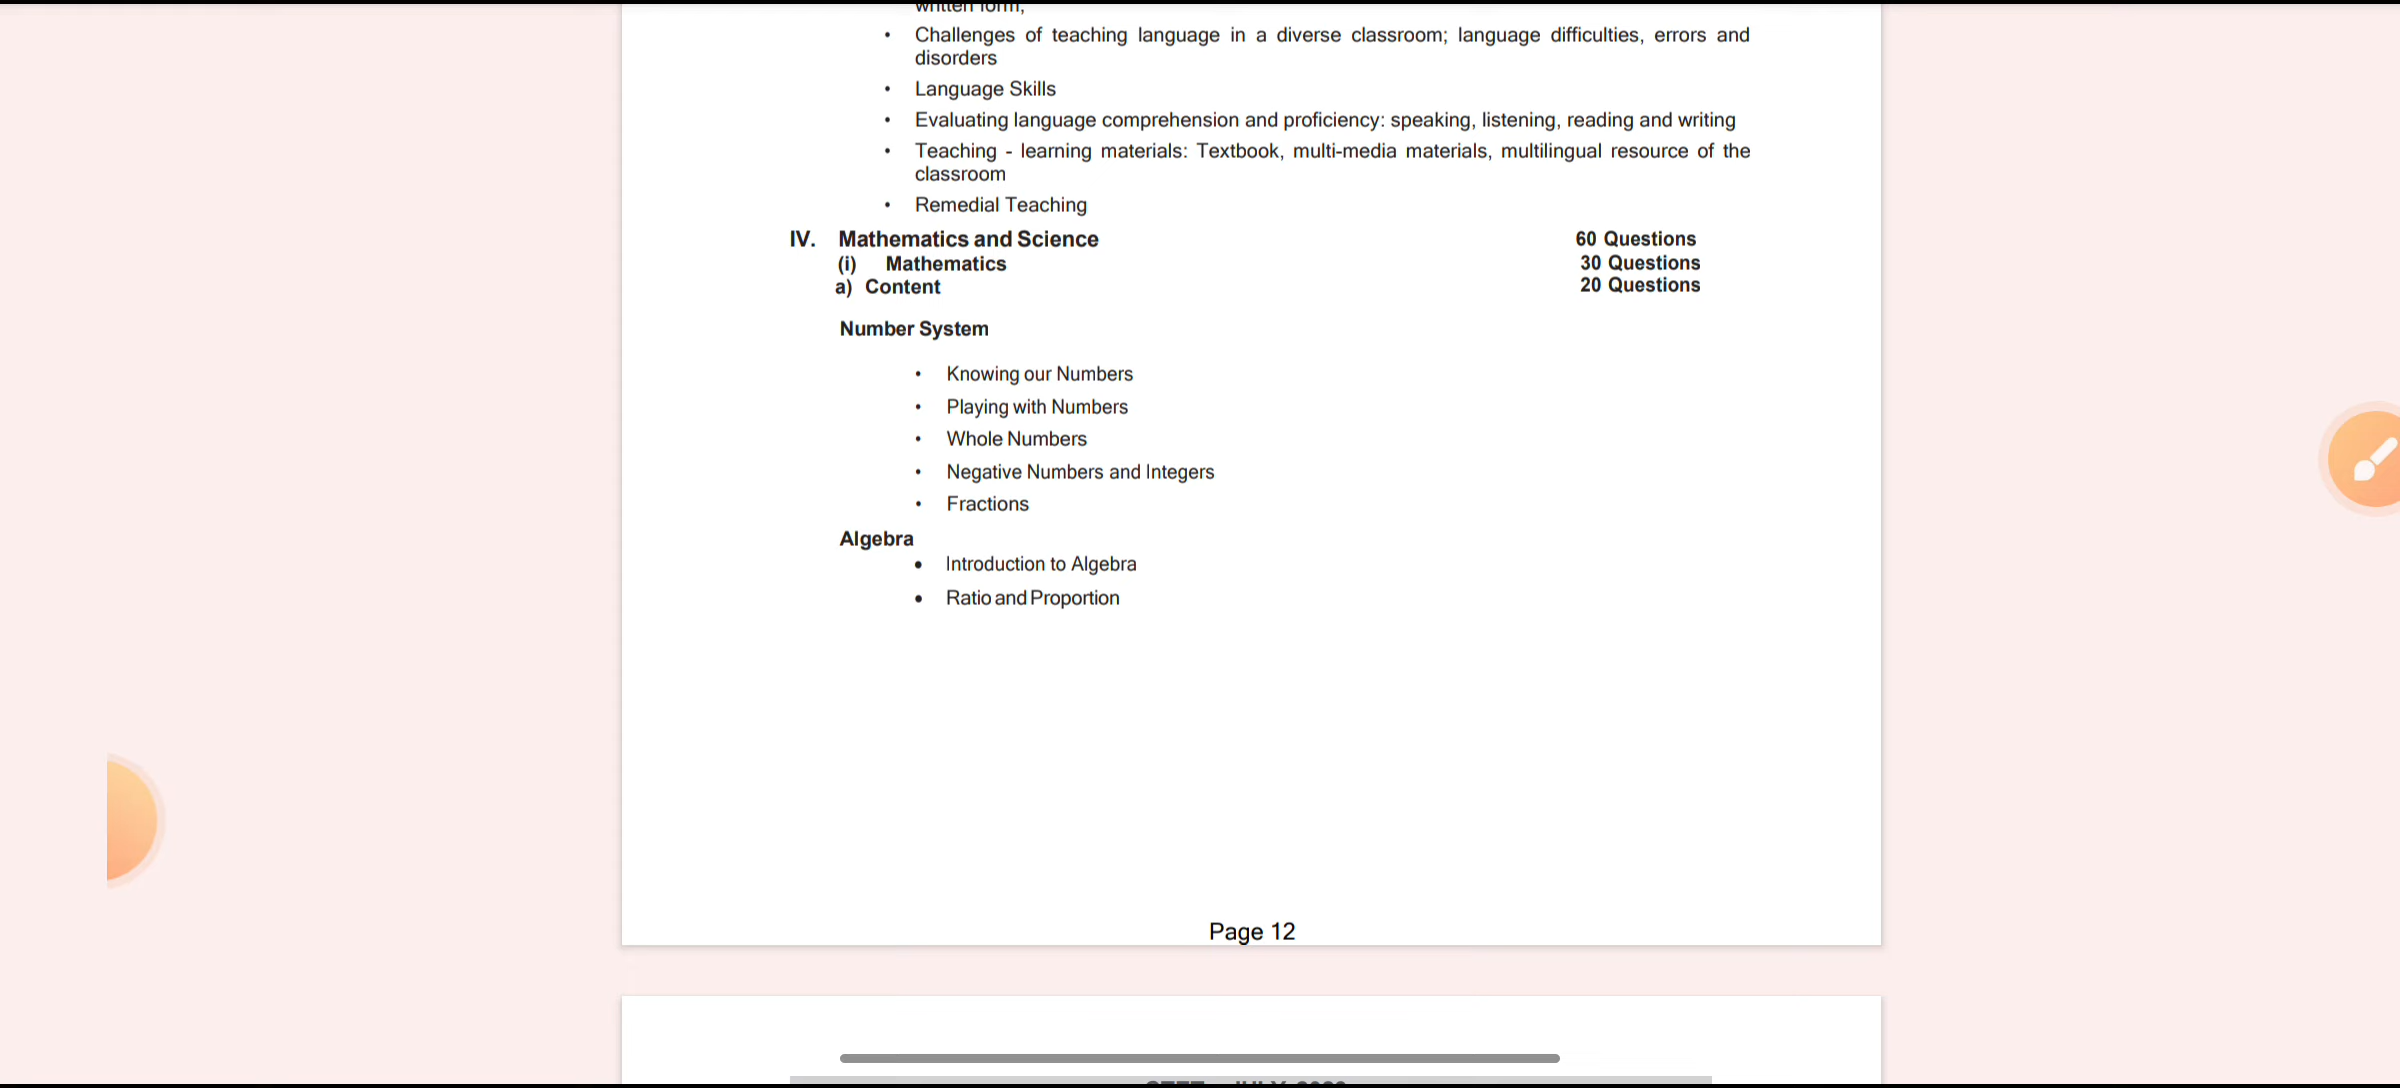 written form;
• Challenges of teaching language in a diverse classroom; language difficulties, errors and
disorders
• Language Skills
• Evaluating language comprehension and proficiency: speaking, listening, reading and writing
• Teaching - learning materials: Textbook, multi-media materials, multilingual resource of the
classroom
• Remedial Teaching
IV. Mathematics and Science 60 Questions
(i) Mathematics 30 Questions
a) Content 20 Questions
Number System
• Knowing our Numbers
• Playing with Numbers
• Whole Numbers
• Negative Numbers and Integers
• Fractions
Algebra
• Introduction to Algebra
• Ratio and Proportion
Page 12